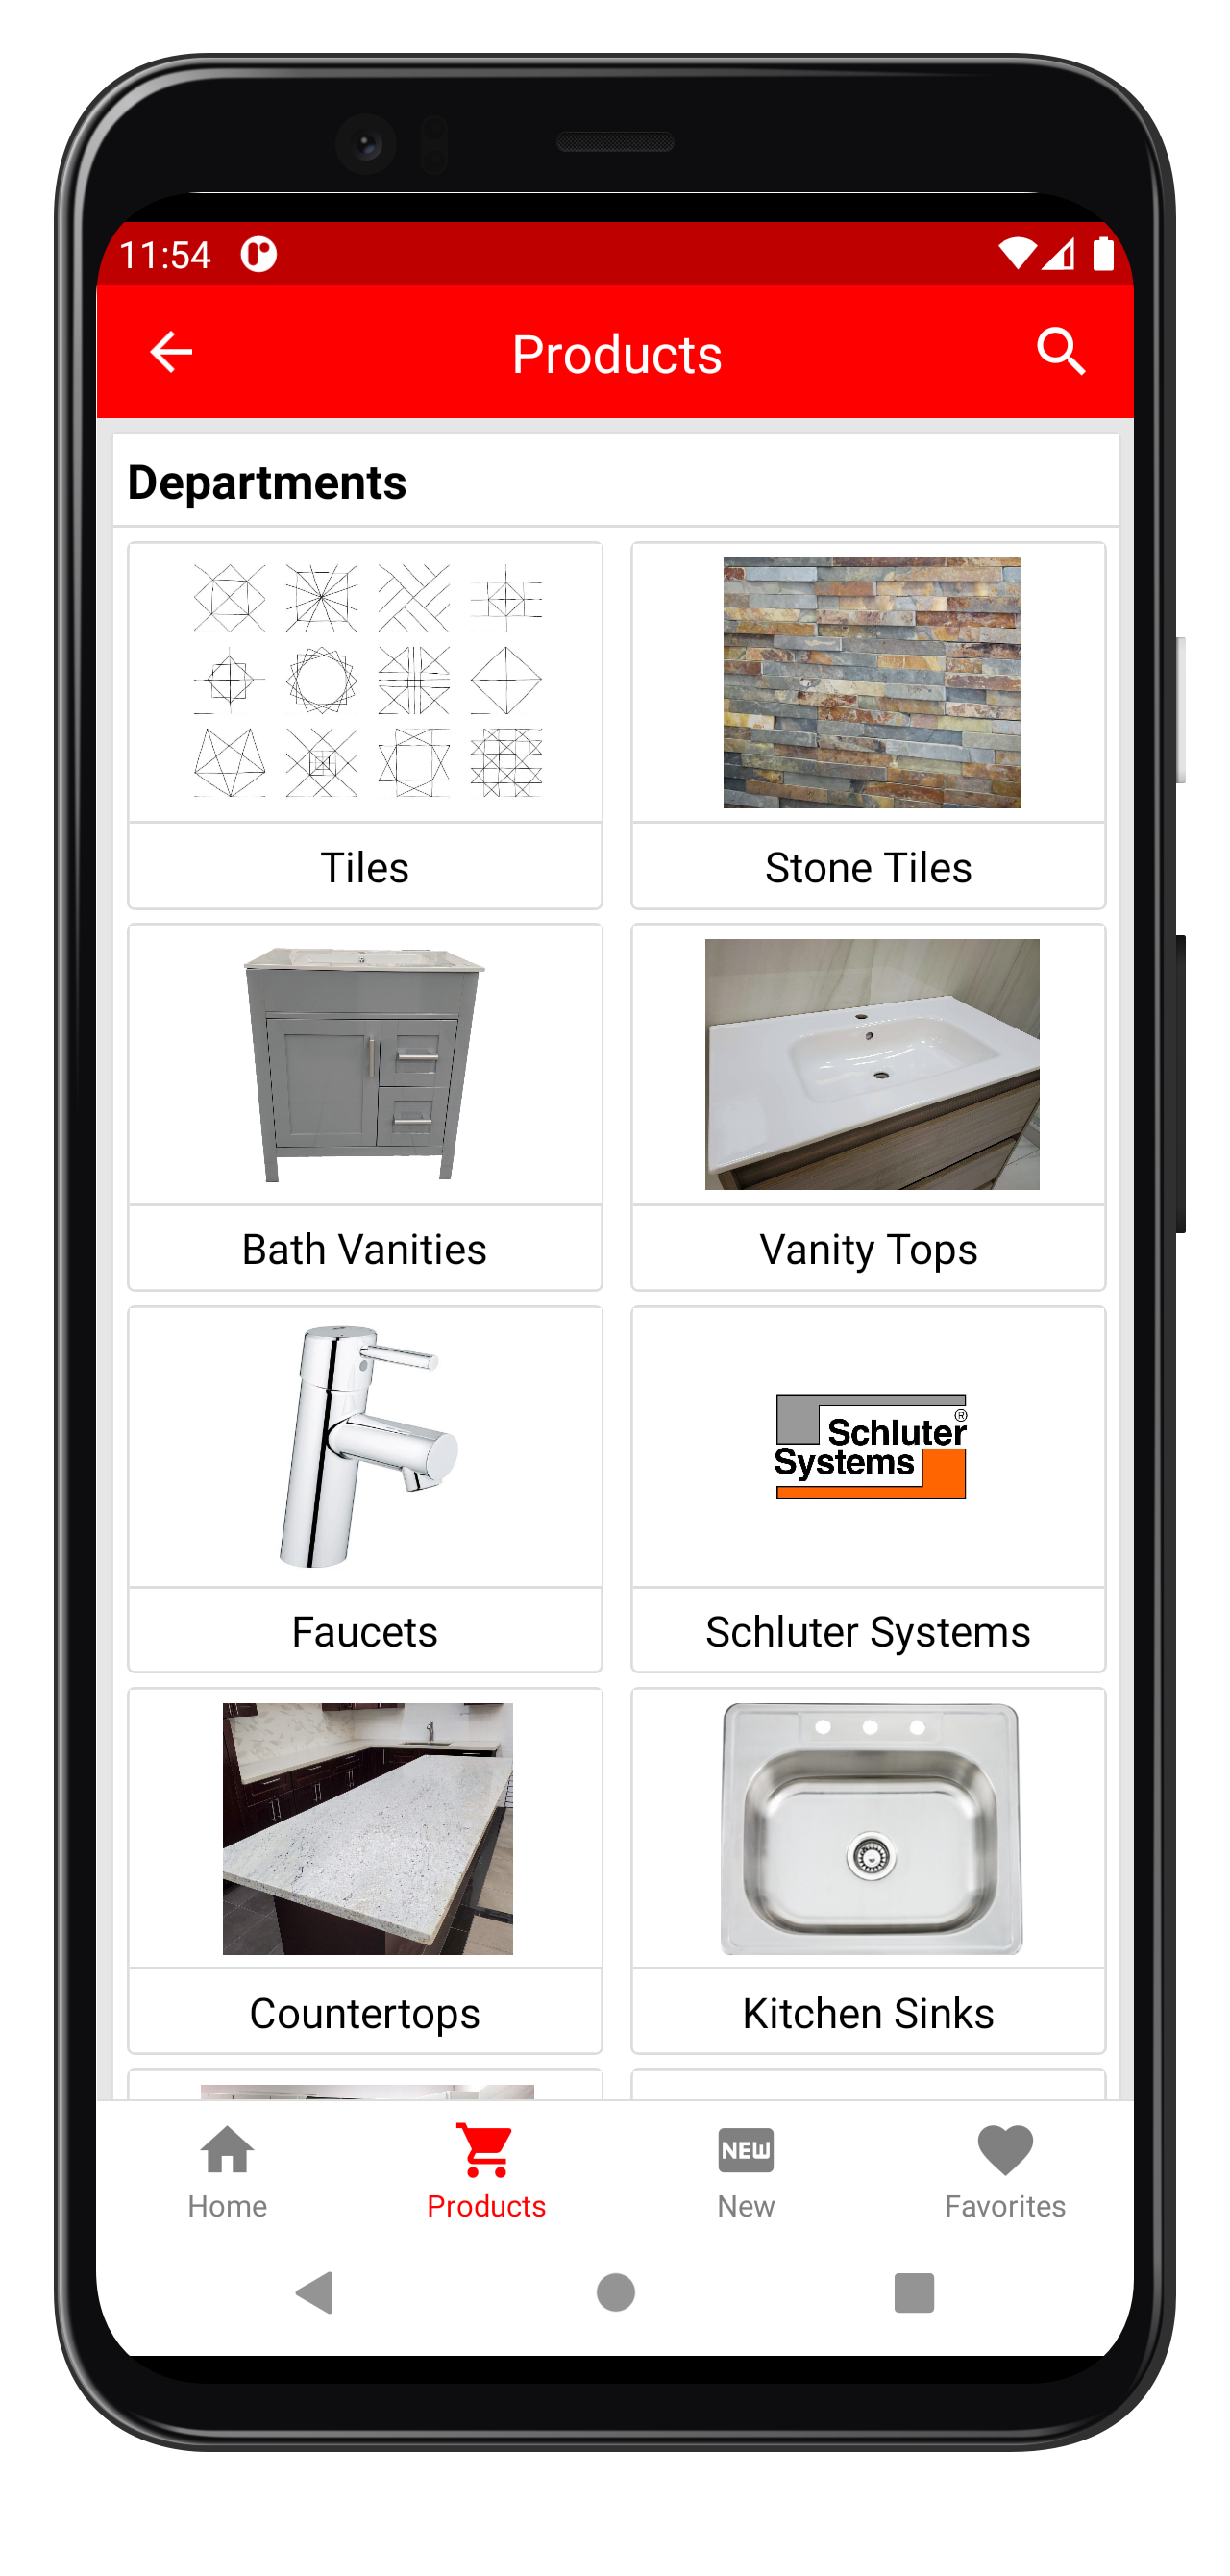 11:54
Products
Departments
Tiles
Stone Tiles
Bath Vanities
Vanity Tops
Schluter®
Systems
Faucets
Schluter Systems
Countertops
Kitchen Sinks
NEW
Home
Products
New
Favorites